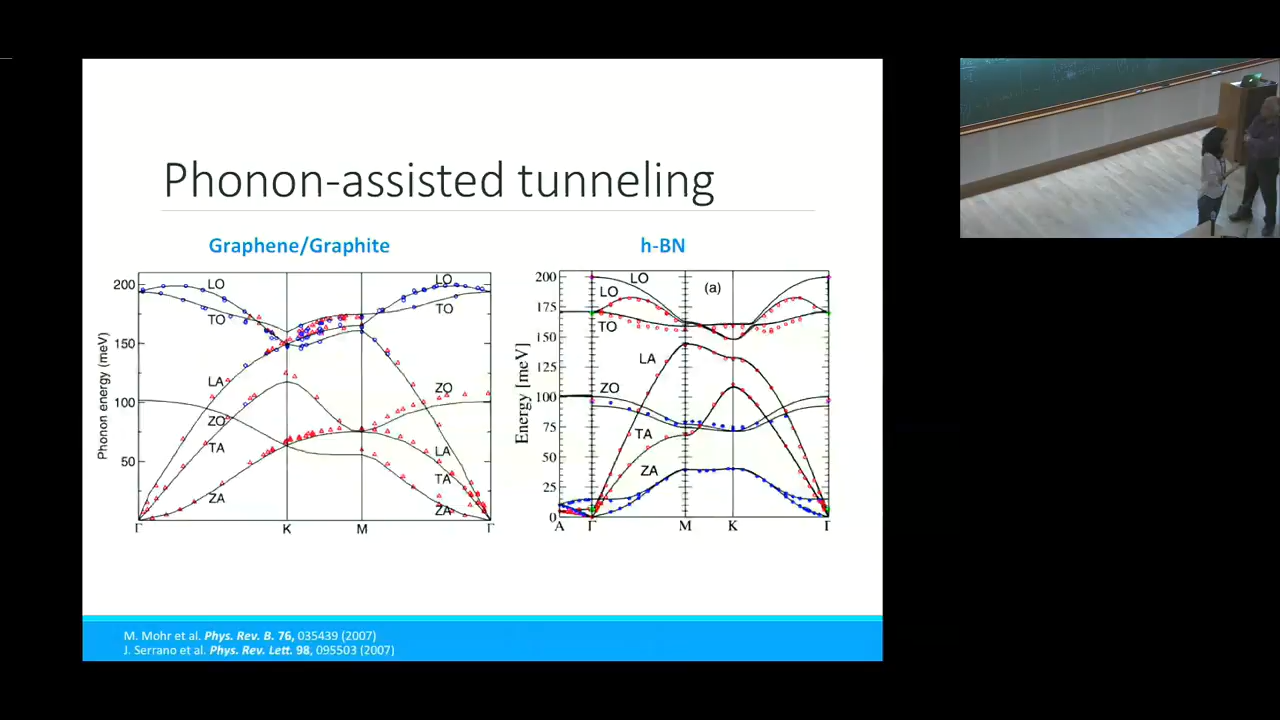 Phonon-assisted tunneling
Graphene/Graphite
h-BN
Phonon energy (meV)
200
150
100
50
LO
TO
LA
ZO
TA
ZA
LO
TO
ZO
LA
TA
ZA
Γ
K
M
Γ
Energy [meV]
200
175
150
125
100
75
50
25
0
(a)
LO
LO
TO
LA
ZO
TA
ZA
A
Γ
M
K
Γ
M. Mohr et al. Phys. Rev. B. 76, 035439 (2007)
J. Serrano et al. Phys. Rev. Lett. 98, 095503 (2007)